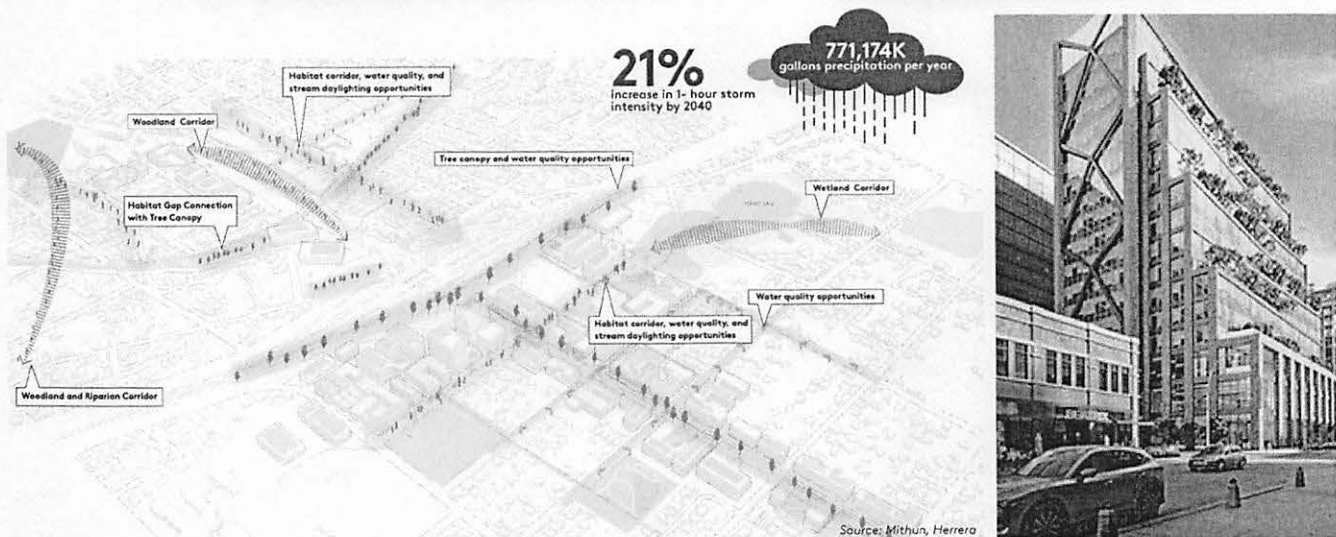 21%
increase in 1- hour storm
intensity by 2040
771,174K
gallons precipitation per year
Habitat corridor, water quality, and
stream daylighting opportunities
Woodland Corridor
Tree canopy and water quality opportunities
Wetland Corridor
Habitat Gap Connection
with Tree Canopy
Water quality opportunities
Habitat corridor, water quality, and
stream daylighting opportunities
Woodland and Riparian Corridor
Source: Mithun, Herrera